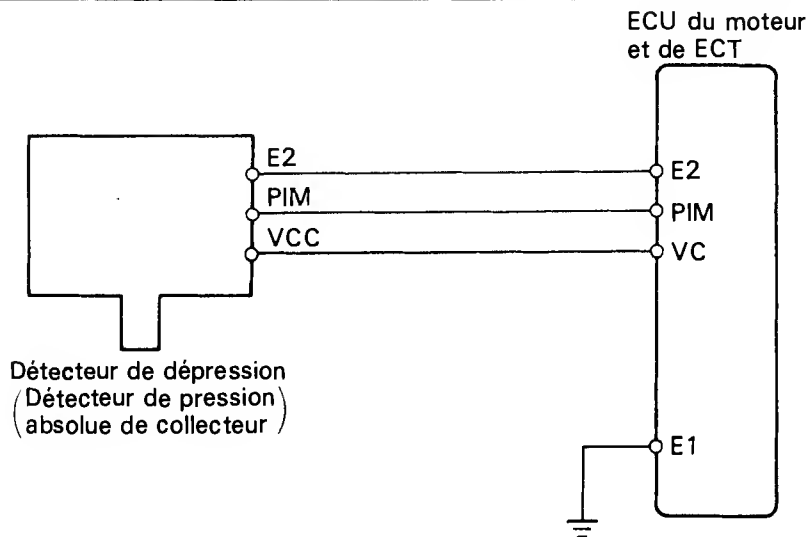 ECU du moteur
et de ECT
E2
PIM
VCC
E2
PIM
VC
Détecteur de dépression
(Détecteur de pression
absolue de collecteur)
E1